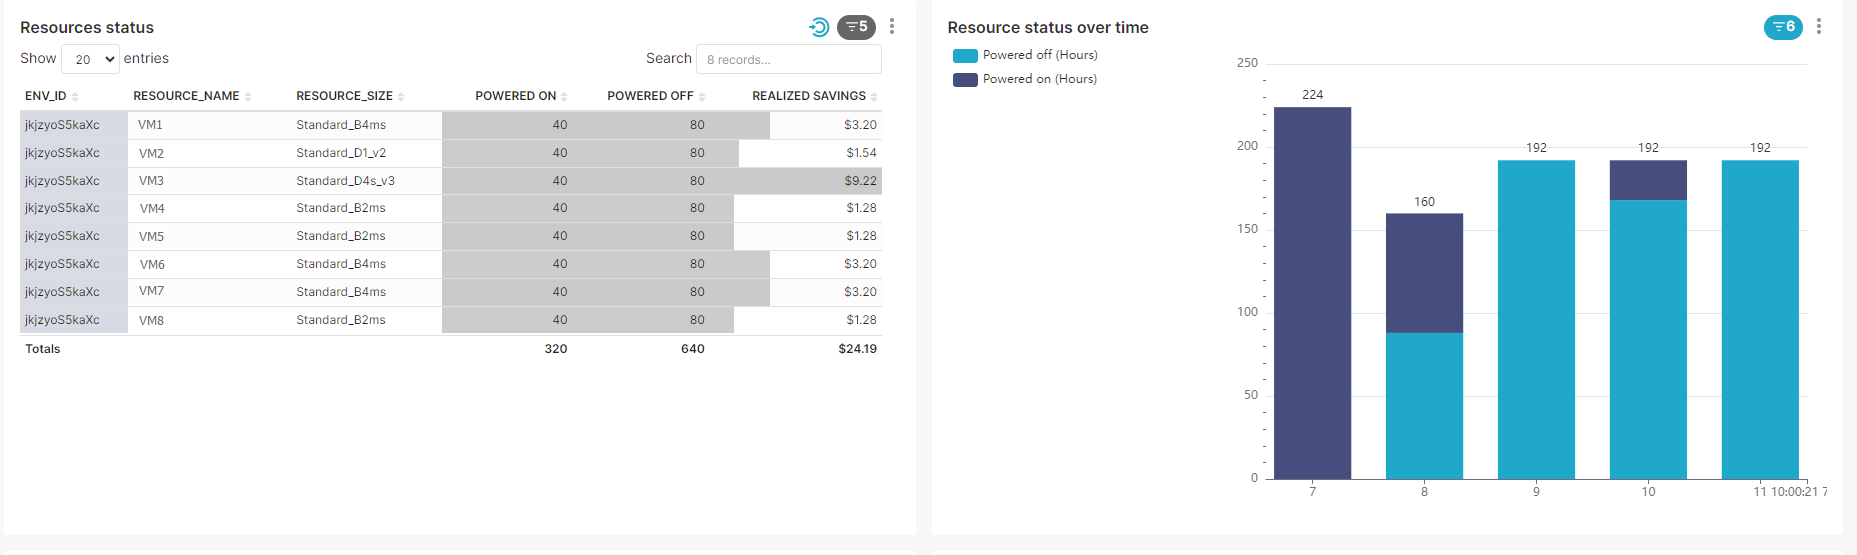 Resources status
5
Show 20 entries
Search 8 records...
ENV_ID RESOURCE_NAME RESOURCE_SIZE POWERED ON POWERED OFF REALIZED SAVINGS
jkjzyoS5kaXc VM1 Standard_B4ms 40 80 $3.20
jkjzyoS5kaXc VM2 Standard_D1_v2 40 80 $1.54
jkjzyoS5kaXc VM3 Standard_D4s_v3 40 80 $9.22
jkjzyoS5kaXc VM4 Standard_B2ms 40 80 $1.28
jkjzyoS5kaXc VM5 Standard_B2ms 40 80 $1.28
jkjzyoS5kaXc VM6 Standard_B4ms 40 80 $3.20
jkjzyoS5kaXc VM7 Standard_B4ms 40 80 $3.20
jkjzyoS5kaXc VM8 Standard_B2ms 40 80 $1.28
Totals 320 640 $24.19
Resource status over time
6
Powered off (Hours)
Powered on (Hours)
250
200
150
100
50
0
224
160
192
192
192
7 8 9 10 11 10:00:21 7